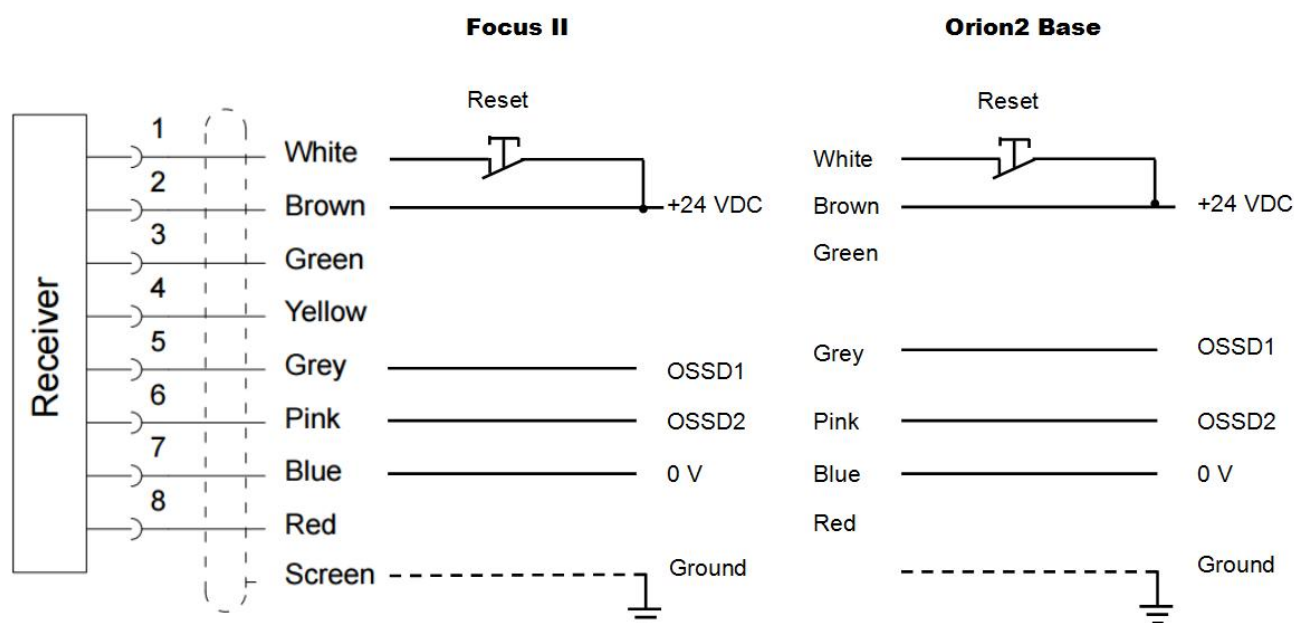 Focus II
Orion2 Base
Reset
Reset
Receiver
1
White
White
2
Brown
+24 VDC
Brown
+24 VDC
3
Green
Green
4
Yellow
5
Grey
OSSD1
Grey
OSSD1
6
Pink
OSSD2
Pink
OSSD2
7
Blue
0 V
Blue
0 V
8
Red
Red
Screen
Ground
Ground